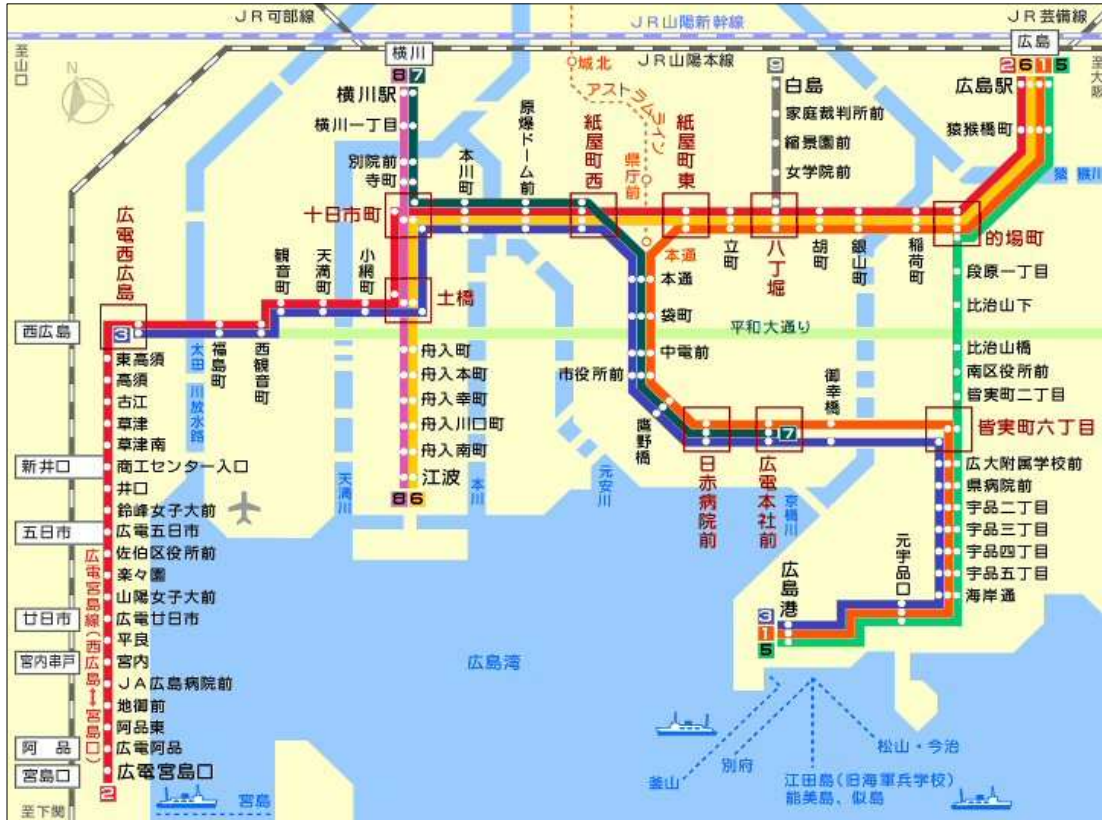 JR可部線
JR山陽新幹線
JR芸備線
至山口
N
横川
8 7
城北
JR山陽本線
9
広島
2 6 1 5
至大阪
横川駅
アストラムライン
白島
広島駅
横川一丁目
原爆ドーム前
紙屋町西
紙屋町東
家庭裁判所前
猿猴橋町
別院前
本川町
県庁前
縮景園前
寺町
女学院前
猿猴川
十日市町
広電西広島
観音町
天満町
小網町
本通
立町
八丁堀
胡町
銀山町
稲荷町
的場町
本通
段原一丁目
土橋
袋町
比治山下
西広島
3
平和大通り
東高須
太田川放水路
福島町
西観音町
舟入町
中電前
比治山橋
高須
舟入本町
市役所前
御幸橋
南区役所前
古江
舟入幸町
皆実町二丁目
草津
舟入川口町
鷹野橋
7
皆実町六丁目
草津南
舟入南町
日赤病院前
広電本社前
新井口
商工センター入口
江波
広大附属学校前
井口
8 6
天満川
本川
元安川
京橋川
県病院前
鈴峰女子大前
宇品二丁目
五日市
広電五日市
宇品三丁目
佐伯区役所前
元宇品口
宇品四丁目
楽々園
広島港
宇品五丁目
山陽女子大前
海岸通
廿日市
広電廿日市
3
1
5
平良
宮内串戸
宮内
広島湾
JA広島病院前
広電宮島線(西広島↔宮島口)
地御前
阿品東
阿品
広電阿品
松山・今治
宮島口
広電宮島口
別府
釜山
江田島(旧海軍兵学校)
能美島、似島
2
宮島
至下関